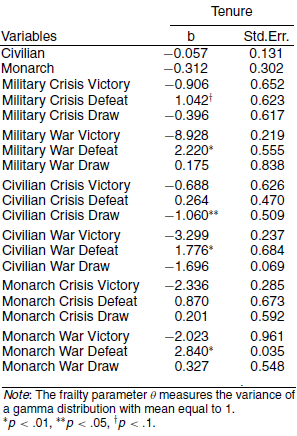 Tenure
Variables b Std.Err.
Civilian −0.057 0.131
Monarch −0.312 0.302
Military Crisis Victory −0.906 0.652
Military Crisis Defeat 1.042† 0.623
Military Crisis Draw −0.396 0.617
Military War Victory −8.928 0.219
Military War Defeat 2.220* 0.555
Military War Draw 0.175 0.838
Civilian Crisis Victory −0.688 0.626
Civilian Crisis Defeat 0.264 0.470
Civilian Crisis Draw −1.060** 0.509
Civilian War Victory −3.299 0.237
Civilian War Defeat 1.776* 0.684
Civilian War Draw −1.696 0.069
Monarch Crisis Victory −2.336 0.285
Monarch Crisis Defeat 0.870 0.673
Monarch Crisis Draw 0.201 0.592
Monarch War Victory −2.023 0.961
Monarch War Defeat 2.840* 0.035
Monarch War Draw 0.327 0.548
Note: The frailty parameter θ measures the variance of
a gamma distribution with mean equal to 1.
*p < .01, **p < .05, †p < .1.